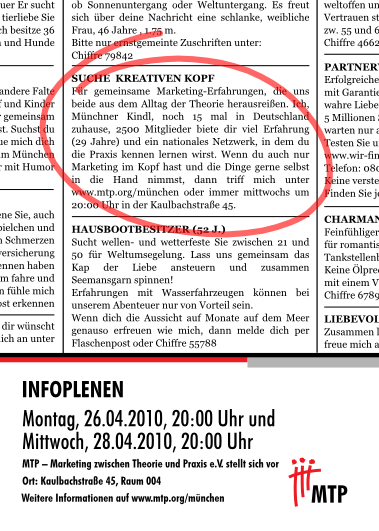 uer Er sucht
tierliebe Sie
ch besitze 36
n und Hunde
andere Falte
f und Kinder
r gemeinsam
st. Suchst du
ue mich dich
m München
r mit Humor
ene Sie, auch
pielchen und
n Schmerzen
versicherung
ennen haben
m fahre und
n fühle mich
ost erkennen
dir wünscht
lich an unter
ob Sonnenuntergang oder Weltuntergang. Es freut
sich über deine Nachricht eine schlanke, weibliche
Frau, 46 Jahre , 1.75 m.
Bitte nur ernstgemeinte Zuschriften unter:
Chiffre 79842
SUCHE KREATIVEN KOPF
Für gemeinsame Marketing-Erfahrungen, die uns
beide aus dem Alltag der Theorie herausreißen. Ich,
Münchner Kindl, noch 15 mal in Deutschland
zuhause, 2500 Mitglieder biete dir viel Erfahrung
(29 Jahre) und ein nationales Netzwerk, in dem du
die Praxis kennen lernen wirst. Wenn du auch nur
Marketing im Kopf hast und die Dinge gerne selbst
in die Hand nimmst, dann triff mich unter
www.mtp.org/münchen oder immer mittwochs um
20:00 Uhr in der Kaulbachstraße 45.
HAUSBOOTBESITZER (52 J.)
Sucht wellen- und wetterfeste Sie zwischen 21 und
50 für Weltumsegelung. Lass uns gemeinsam das
Kap der Liebe ansteuern und zusammen
Seemansgarn spinnen!
Erfahrungen mit Wasserfahrzeugen können bei
unserem Abenteuer nur von Vorteil sein.
Wenn dich die Aussicht auf Monate auf dem Meer
genauso erfreuen wie mich, dann melde dich per
Flaschenpost oder Chiffre 55788
weltoffen un
Vertrauen st
zw. 55 und 6
Chiffre 4662
PARTNERV
Erfolgreiche
mit Garantie
wahre Liebe
5 Millionen S
warten nur a
Testen Sie u
www.wir-fin
Telefon: 080
Keine verste
Finden Sie je
CHARMAN
Feinfühliger
für romantis
Tankstellenb
Keine Ölpre
mit einem V
Chiffre 6789
LIEBEVOL
Zusammen l
freue mich a
INFOPLENEN
Montag, 26.04.2010, 20:00 Uhr und
Mittwoch, 28.04.2010, 20:00 Uhr
MTP – Marketing zwischen Theorie und Praxis e.V. stellt sich vor
Ort: Kaulbachstraße 45, Raum 004
Weitere Informationen auf www.mtp.org/münchen
MTP